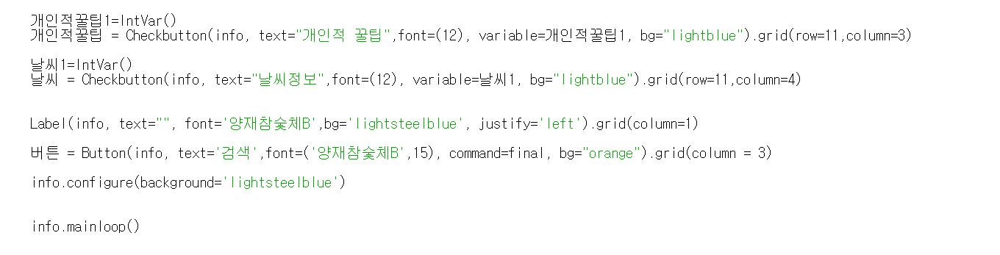 개인적꿀팁1=IntVar()
개인적꿀팁 = Checkbutton(info, text="개인적 꿀팁",font=(12), variable=개인적꿀팁1, bg="lightblue").grid(row=11,column=3)
날씨1=IntVar()
날씨 = Checkbutton(info, text="날씨정보",font=(12), variable=날씨1, bg="lightblue").grid(row=11,column=4)
Label(info, text="", font='양재참숯체B',bg='lightsteelblue', justify='left').grid(column=1)
버튼 = Button(info, text='검색',font=('양재참숯체B',15), command=final, bg="orange").grid(column = 3)
info.configure(background='lightsteelblue')
info.mainloop()